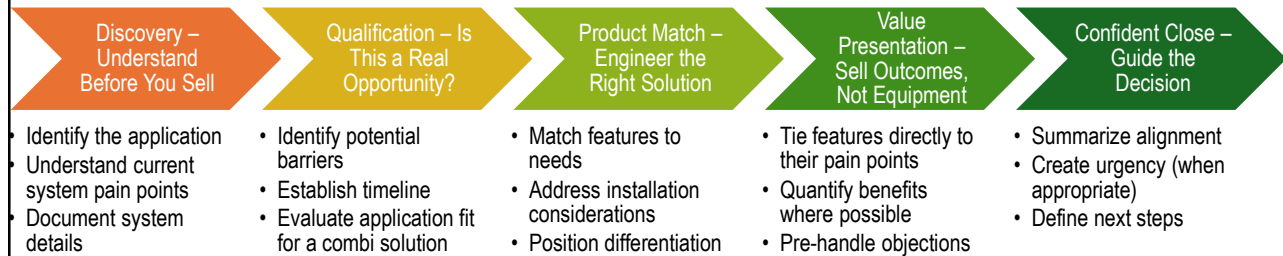 Discovery –
Understand
Before You Sell
• Identify the application
• Understand current
system pain points
• Document system
details
Qualification – Is
This a Real
Opportunity?
• Identify potential
barriers
• Establish timeline
• Evaluate application fit
for a combi solution
Product Match –
Engineer the
Right Solution
• Match features to
needs
• Address installation
considerations
• Position differentiation
Value
Presentation –
Sell Outcomes,
Not Equipment
• Tie features directly to
their pain points
• Quantify benefits
where possible
• Pre-handle objections
Confident Close –
Guide the
Decision
• Summarize alignment
• Create urgency (when
appropriate)
• Define next steps